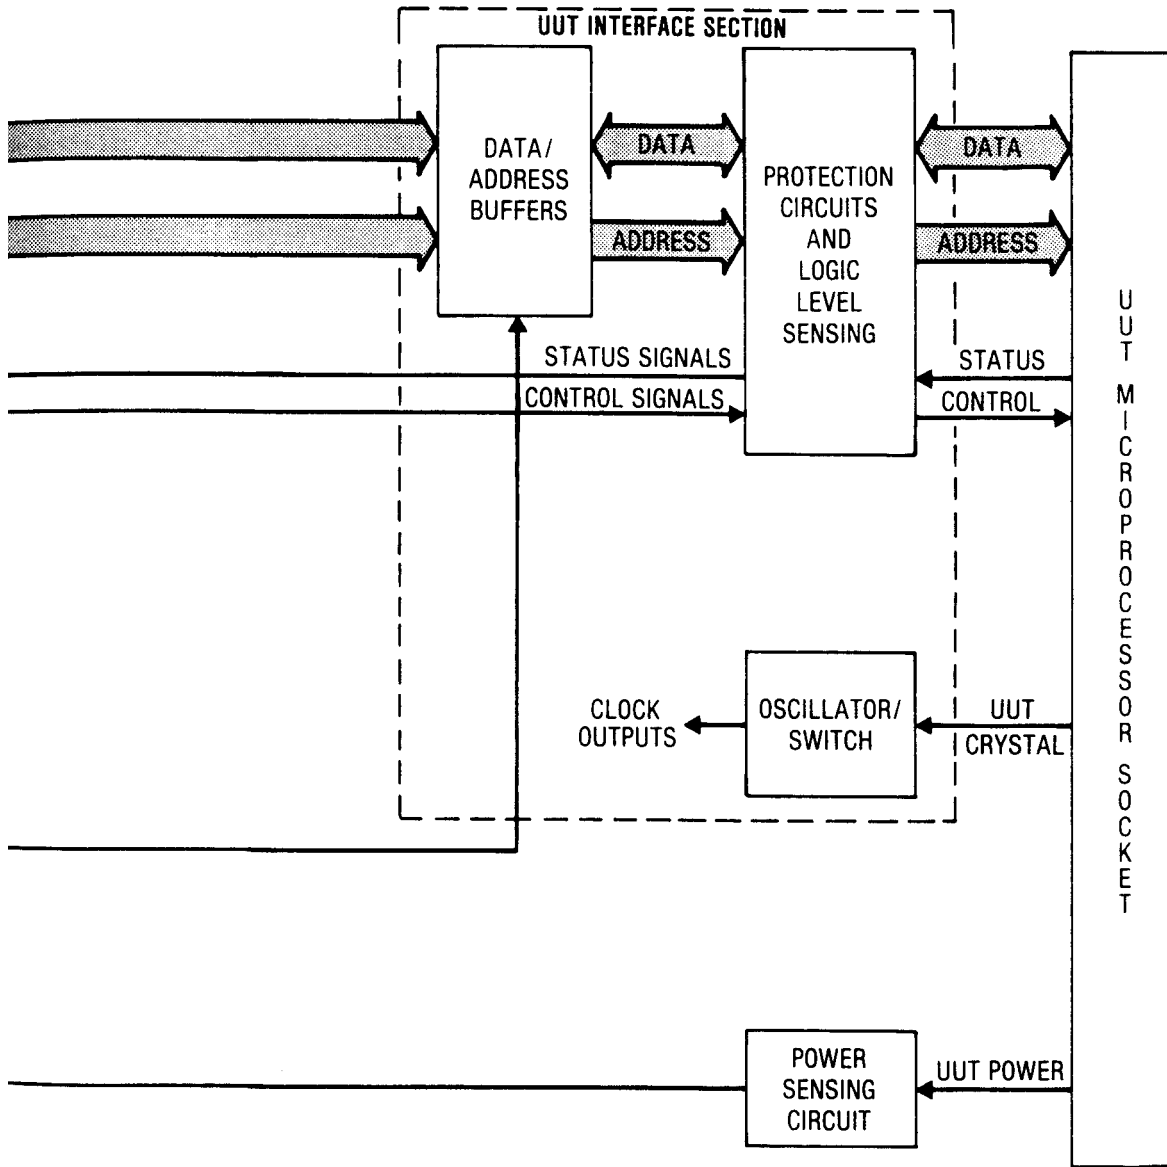 UUT INTERFACE SECTION
DATA/
ADDRESS
BUFFERS
DATA
ADDRESS
PROTECTION
CIRCUITS
AND
LOGIC
LEVEL
SENSING
DATA
ADDRESS
STATUS SIGNALS
CONTROL SIGNALS
STATUS
CONTROL
CLOCK
OUTPUTS
OSCILLATOR/
SWITCH
UUT
CRYSTAL
POWER
SENSING
CIRCUIT
UUT POWER
UUT MICROPROCESSOR SOCKET